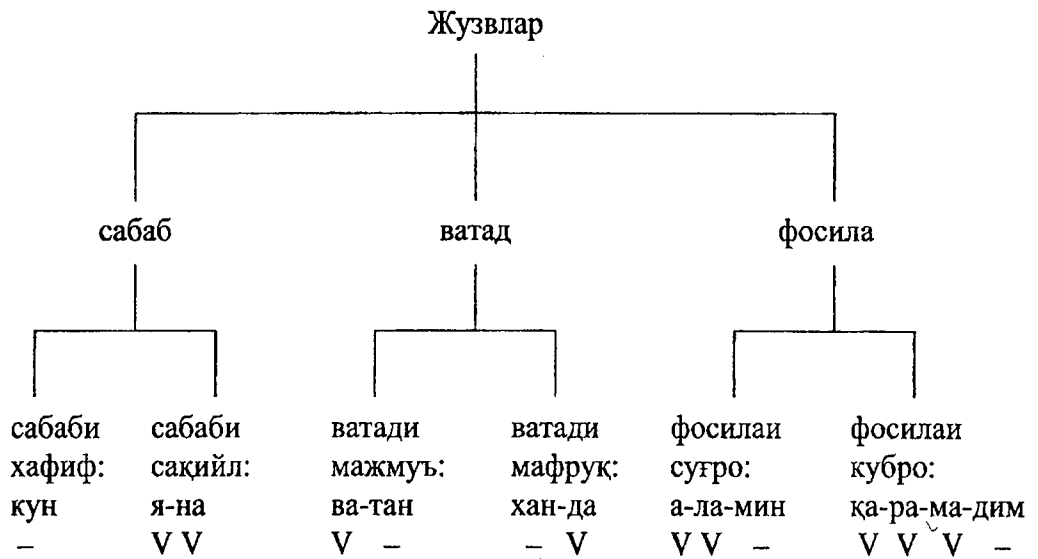 Жузвлар
сабаб ватад фосила
сабаби сабаби ватади ватади фосилаи фосилаи
хафиф: сақийл: мажмуъ: мафруқ: суғро: кубро:
кун я-на ва-тан хан-да а-ла-мин қа-ра-ма-дим
– V V V – – V V V – V V V –